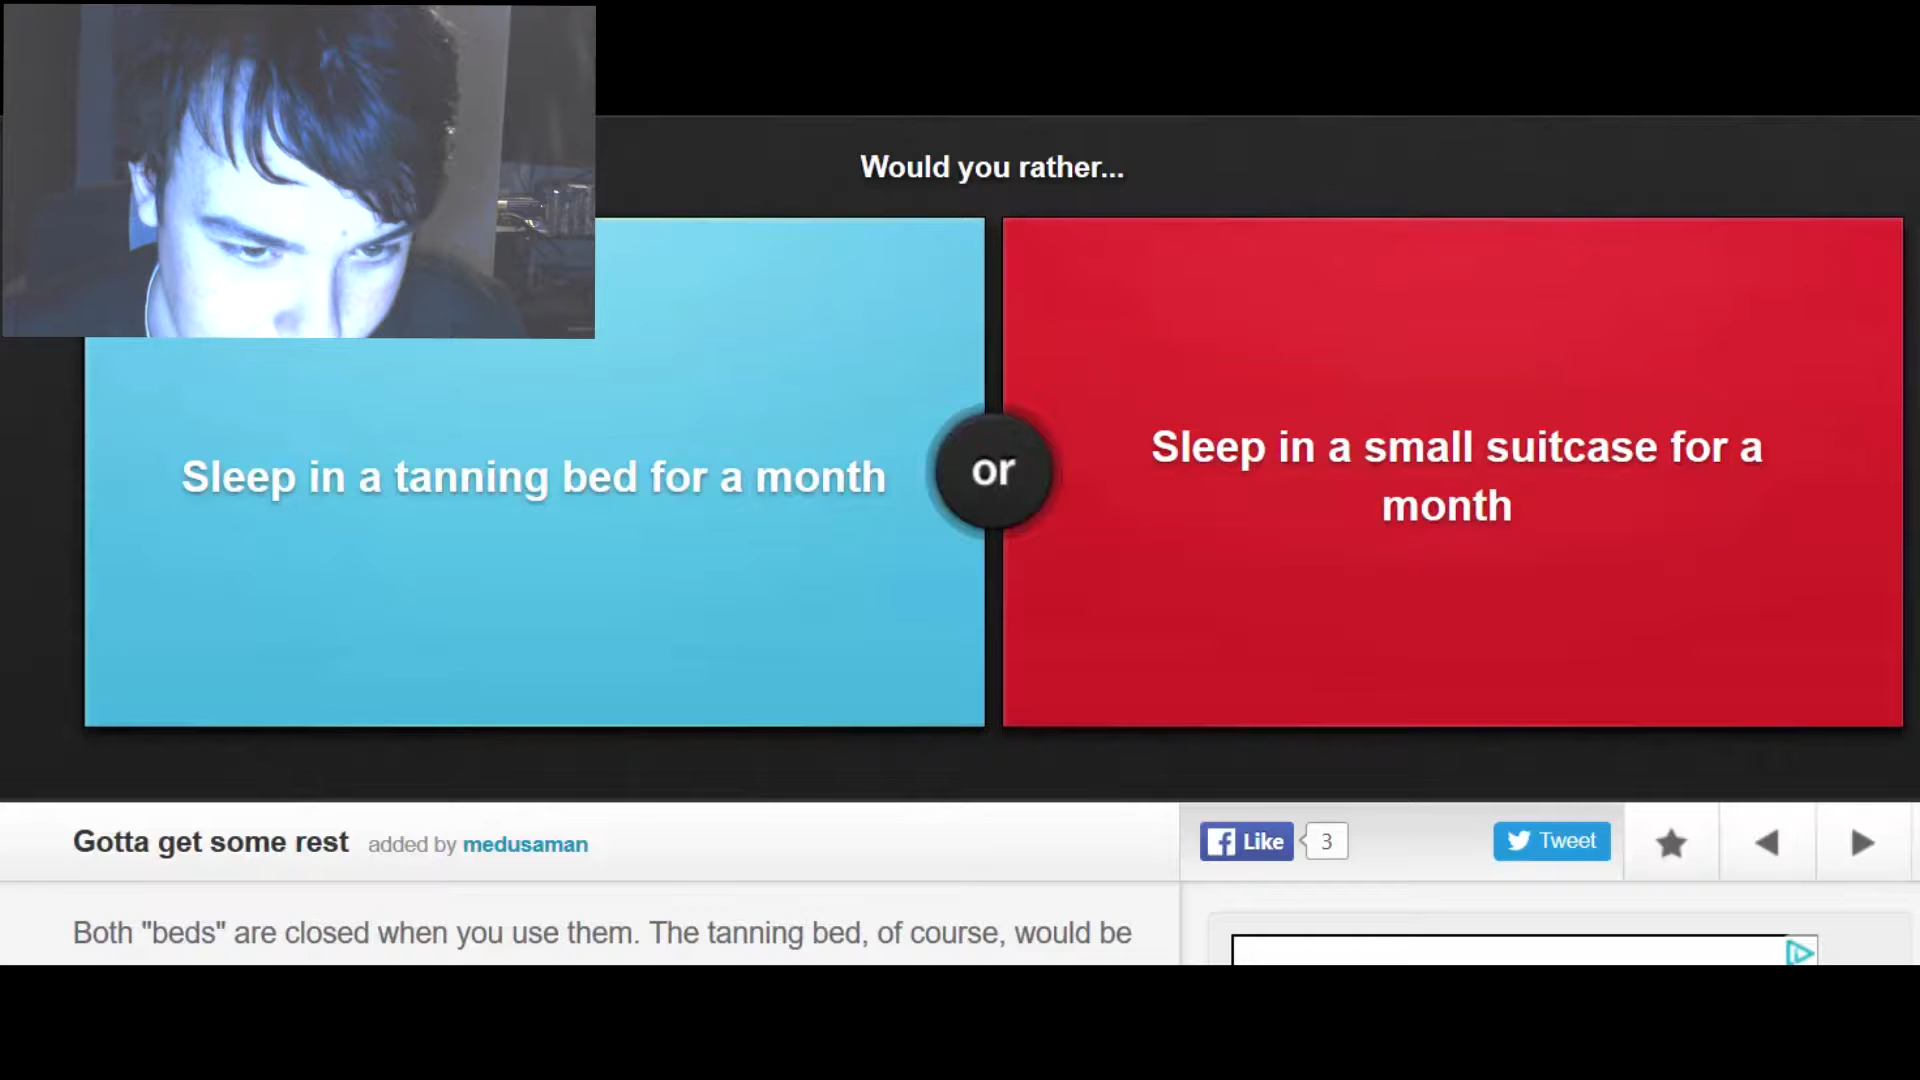 Would you rather...
Sleep in a tanning bed for a month
or
Sleep in a small suitcase for a
month
Gotta get some rest added by medusaman
Like 3 Tweet
Both "beds" are closed when you use them. The tanning bed, of course, would be